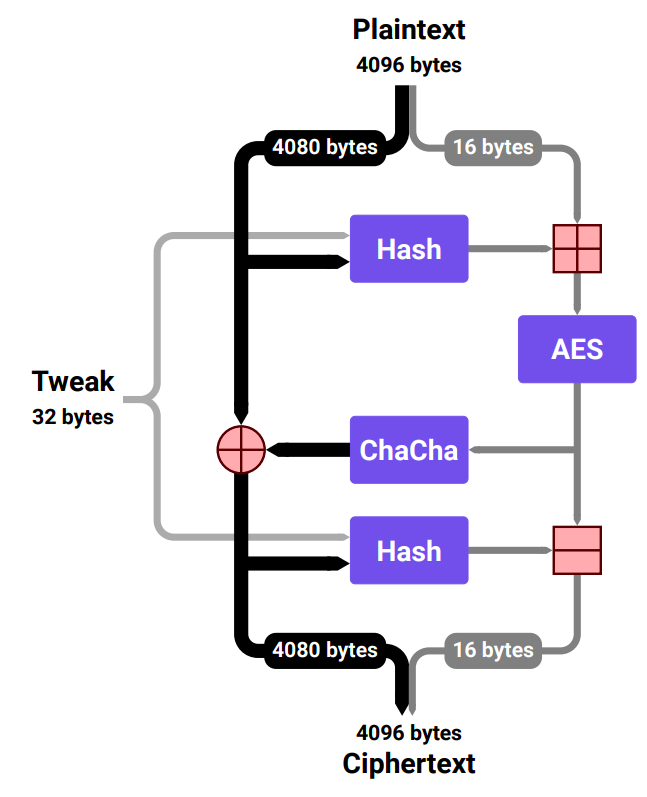 Plaintext
4096 bytes
4080 bytes
16 bytes
Hash
AES
Tweak
32 bytes
ChaCha
Hash
4080 bytes
16 bytes
4096 bytes
Ciphertext